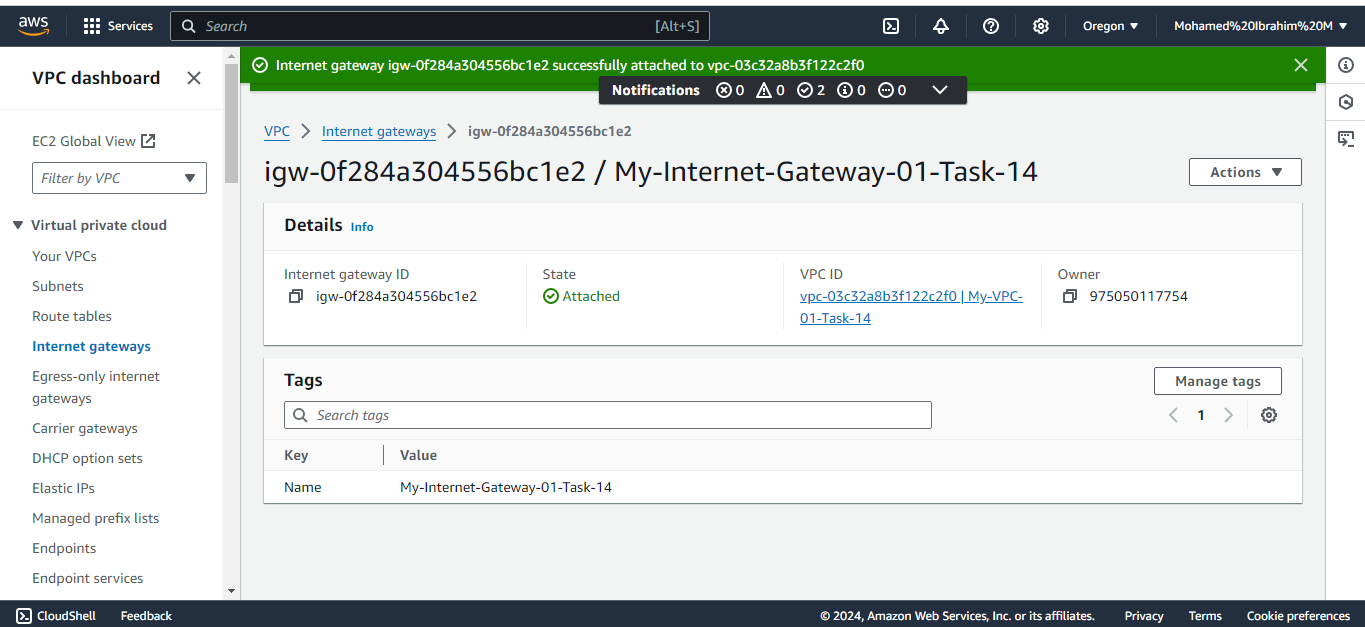 aws
Services
Search
[Alt+S]
Oregon
Mohamed%20Ibrahim%20M
VPC dashboard
EC2 Global View
Filter by VPC
Virtual private cloud
Your VPCs
Subnets
Route tables
Internet gateways
Egress-only internet
gateways
Carrier gateways
DHCP option sets
Elastic IPs
Managed prefix lists
Endpoints
Endpoint services
Internet gateway igw-0f284a304556bc1e2 successfully attached to vpc-03c32a8b3f122c2f0
Notifications 0 0 2 0 0
VPC > Internet gateways > igw-0f284a304556bc1e2
igw-0f284a304556bc1e2 / My-Internet-Gateway-01-Task-14
Actions
Details Info
Internet gateway ID
igw-0f284a304556bc1e2
State
Attached
VPC ID
vpc-03c32a8b3f122c2f0 | My-VPC-
01-Task-14
Owner
975050117754
Tags
Manage tags
Search tags
1
Key Value
Name My-Internet-Gateway-01-Task-14
CloudShell
Feedback
© 2024, Amazon Web Services, Inc. or its affiliates.
Privacy
Terms
Cookie preferences